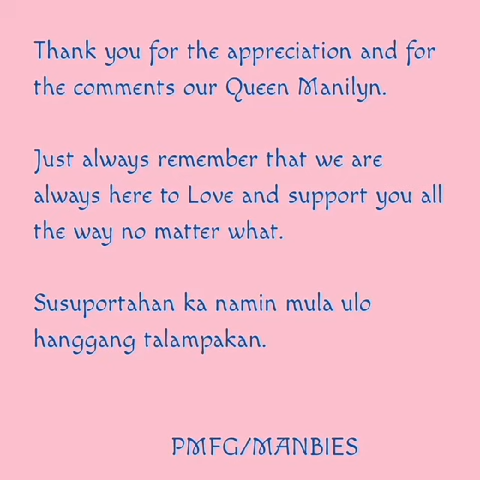 Thank you for the appreciation and for
the comments our Queen Manilyn.
Just always remember that we are
always here to Love and support you all
the way no matter what.
Susuportahan ka namin mula ulo
hanggang talampakan.
PMFG/MANBIES